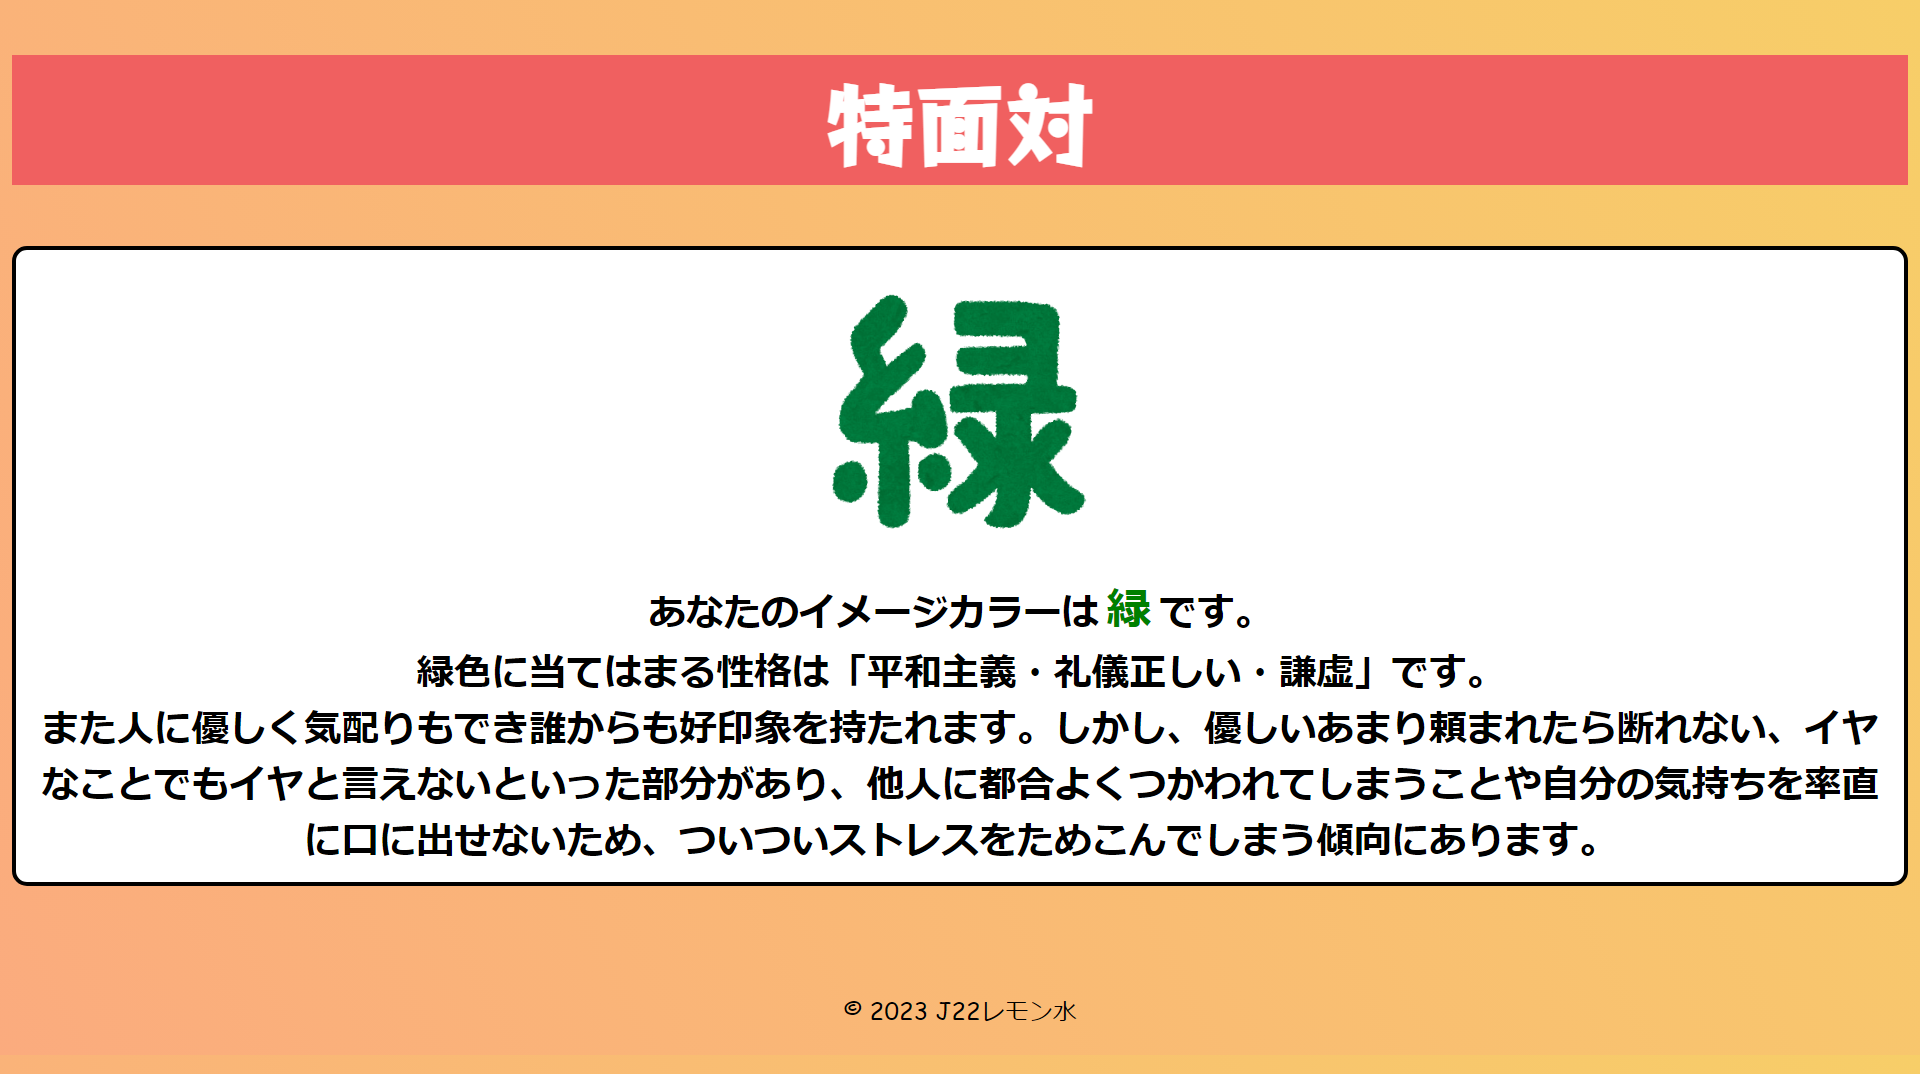 特面対
緑
あなたのイメージカラーは 緑 です。
緑色に当てはまる性格は「平和主義・礼儀正しい・謙虚」です。
また人に優しく気配りもでき誰からも好印象を持たれます。しかし、優しいあまり頼まれたら断れない、イヤ
なことでもイヤと言えないといった部分があり、他人に都合よくつかわれてしまうことや自分の気持ちを率直
に口に出せないため、ついついストレスをためこんでしまう傾向にあります。
© 2023 J22レモン水